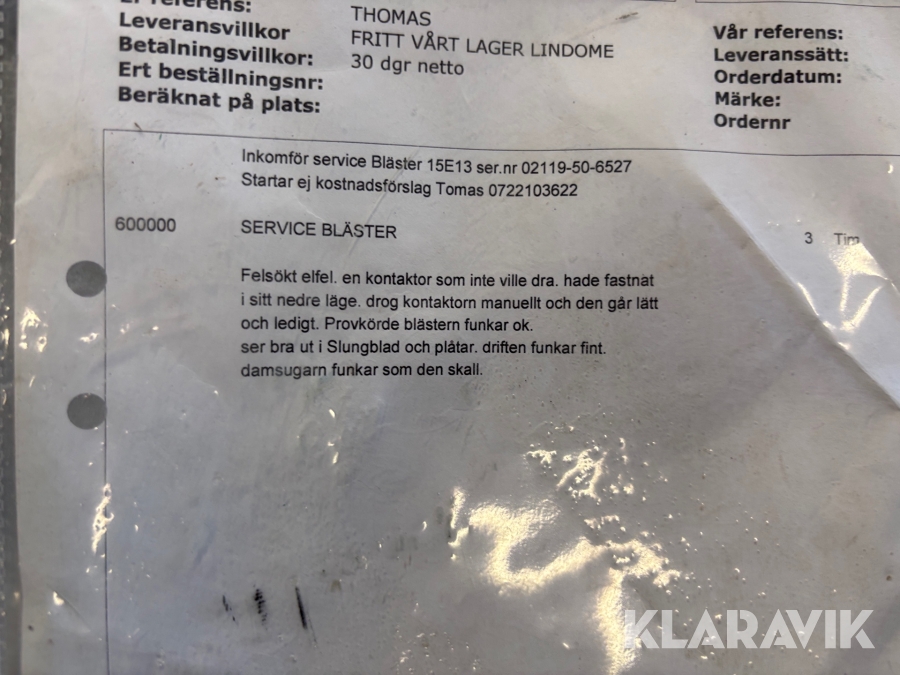 Er referens: THOMAS
Leveransvillkor FRITT VÅRT LAGER LINDOME
Betalningsvillkor: 30 dgr netto
Ert beställningsnr:
Beräknat på plats:
Vår referens:
Leveranssätt:
Orderdatum:
Märke:
Ordernr
Inkomför service Bläster 15E13 ser.nr 02119-50-6527
Startar ej kostnadsförslag Tomas 0722103622
600000 SERVICE BLÄSTER 3 Tim
Felsökt elfel. en kontaktor som inte ville dra. hade fastnat
i sitt nedre läge. drog kontaktorn manuellt och den går lätt
och ledigt. Provkörde blästern funkar ok.
ser bra ut i Slungblad och plåtar. driften funkar fint.
damsugarn funkar som den skall.
KLARAVIK